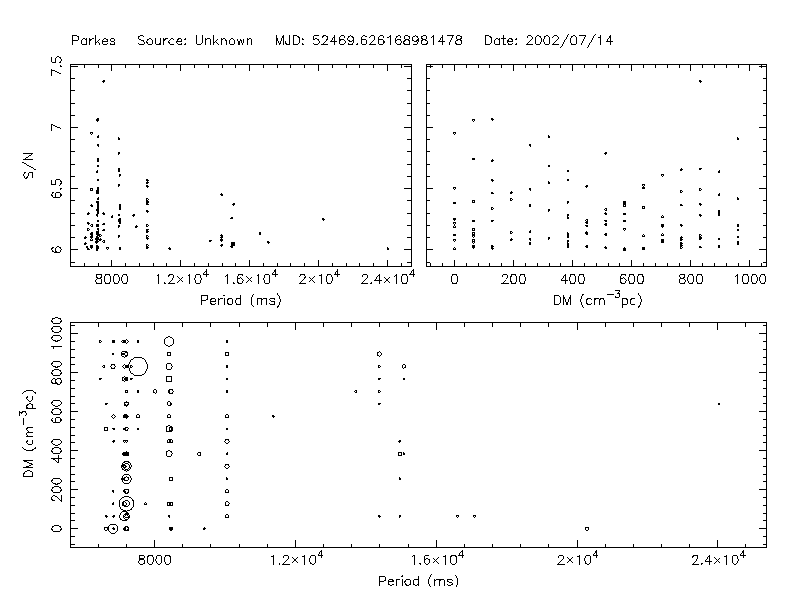 Parkes Source: Unknown MJD: 52469.626168981478 Date: 2002/07/14
7.5
7
6.5
6
S/N
8000 1.2×10^4 1.6×10^4 2×10^4 2.4×10^4
Period (ms)
0 200 400 600 800 1000
DM (cm^-3pc)
1000
800
600
400
200
0
DM (cm^-3pc)
8000 1.2×10^4 1.6×10^4 2×10^4 2.4×10^4
Period (ms)